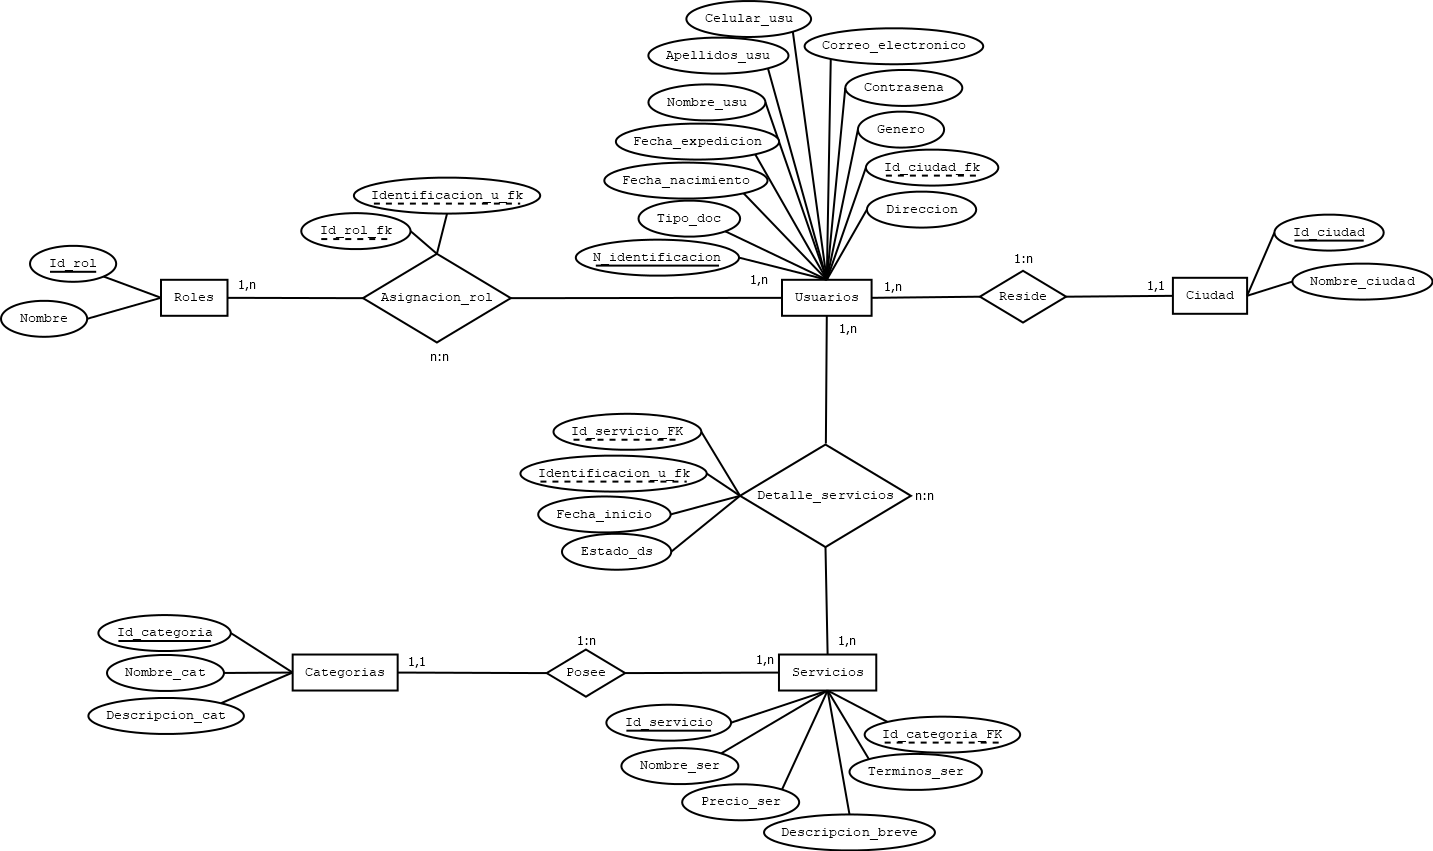 Celular_usu
Correo_electronico
Apellidos_usu
Contrasena
Nombre_usu
Genero
Fecha_expedicion
Id_ciudad_fk
Fecha_nacimiento
Identificacion_u_fk
Direccion
Tipo_doc
Id_rol_fk
Id_ciudad
N_identificacion
1:n
Id_rol
1,n
1,n
1,n
1,1
Nombre_ciudad
Roles
Asignacion_rol
Usuarios
Reside
Ciudad
Nombre
1,n
n:n
Id_servicio_FK
Identificacion_u_fk
Detalle_servicios
n:n
Fecha_inicio
Estado_ds
Id_categoria
1:n
1,n
1,1
1,n
Nombre_cat
Categorias
Posee
Servicios
Descripcion_cat
Id_servicio
Id_categoria_FK
Nombre_ser
Terminos_ser
Precio_ser
Descripcion_breve